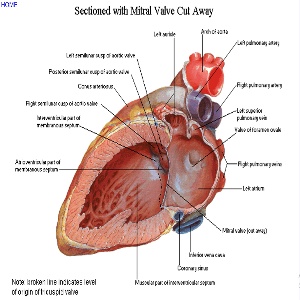 HOME
Sectioned with Mitral Valve Cut Away
Left auricle
Arch of aorta
Left semilunar cusp of aortic valve
Left pulmonary artery
Posterior semilunar cusp of aortic valve
Conus arteriosus
Right pulmonary artery
Right semilunar cusp of aortic valve
Left superior
pulmonary vein
Interventricular part of
membranous septum
Valve of foramen ovale
Atrioventricular part of
membranous septum
Right pulmonary veins
Left atrium
Mitral valve (cut away)
Inferior vena cava
Coronary sinus
Muscular part of interventricular septum
Note: broken line indicates level
of origin of tricuspid valve